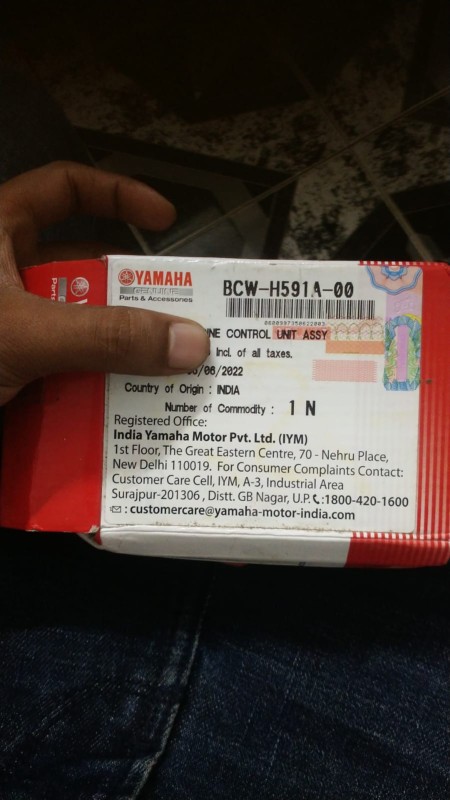 YAMAHA
GENUINE
Parts & Accessories
BCW-H591A-00
CONTROL UNIT ASSY
Incl. of all taxes.
/06/2022
Country of Origin : INDIA
Number of Commodity : 1 N
Registered Office:
India Yamaha Motor Pvt. Ltd. (IYM)
1st Floor, The Great Eastern Centre, 70 - Nehru Place,
New Delhi 110019. For Consumer Complaints Contact:
Customer Care Cell, IYM, A-3, Industrial Area
Surajpur-201306 , Distt. GB Nagar, U.P. :1800-420-1600
: customercare@yamaha-motor-india.com